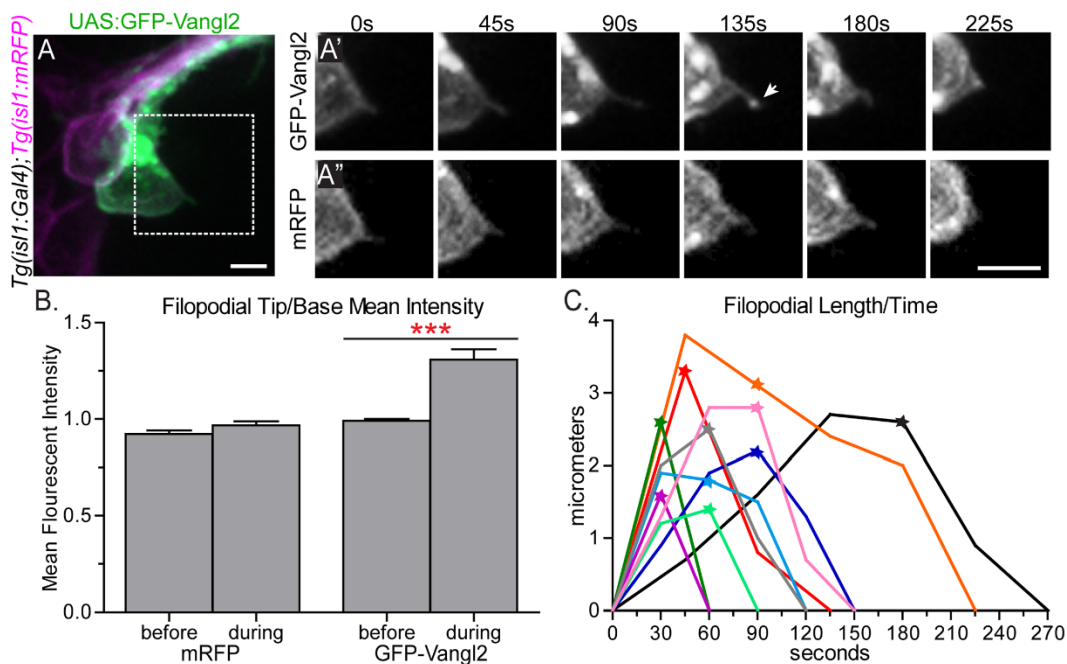 UAS:GFP-Vangl2
Tg(isl1:Gal4);Tg(isl1:mRFP)
A
0s 45s 90s 135s 180s 225s
A'
GFP-Vangl2
A"
mRFP
B.
Filopodial Tip/Base Mean Intensity
Mean Flourescent Intensity
1.5
1.0
0.5
0.0
***
before during before during
mRFP GFP-Vangl2
C.
Filopodial Length/Time
micrometers
4
3
2
1
0
0 30 60 90 120 150 180 210 240 270
seconds